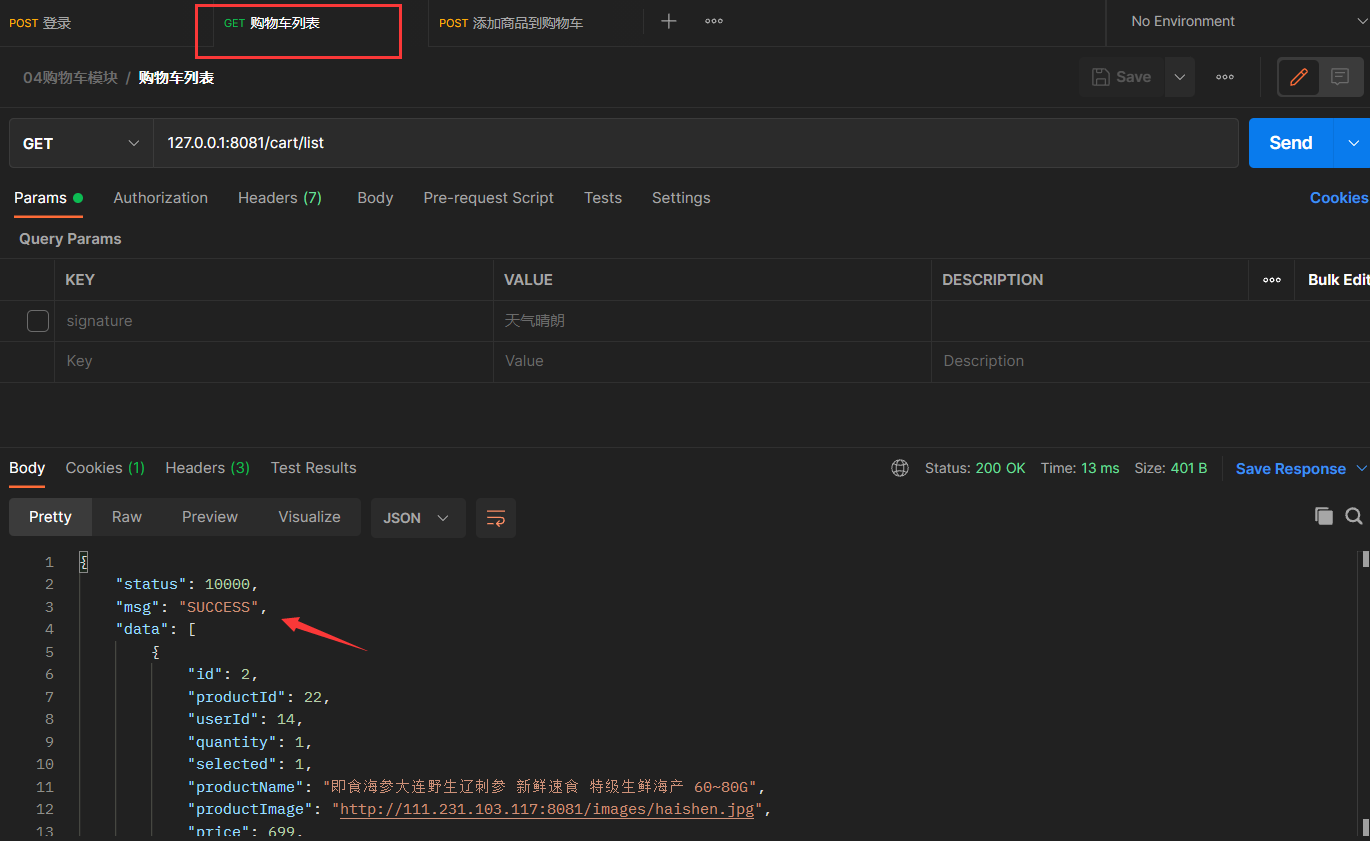 POST 登录 GET 购物车列表 POST 添加商品到购物车 No Environment
04购物车模块 / 购物车列表 Save
GET 127.0.0.1:8081/cart/list Send
Params Authorization Headers (7) Body Pre-request Script Tests Settings Cookies
Query Params
KEY VALUE DESCRIPTION Bulk Edit
signature 天气晴朗
Key Value Description
Body Cookies (1) Headers (3) Test Results Status: 200 OK Time: 13 ms Size: 401 B Save Response
Pretty Raw Preview Visualize JSON
1 {
2 "status": 10000,
3 "msg": "SUCCESS",
4 "data": [
5 {
6 "id": 2,
7 "productId": 22,
8 "userId": 14,
9 "quantity": 1,
10 "selected": 1,
11 "productName": "即食海参大连野生辽刺参 新鲜速食 特级生鲜海产 60~80G",
12 "productImage": "http://111.231.103.117:8081/images/haishen.jpg",
13 "price": 699,